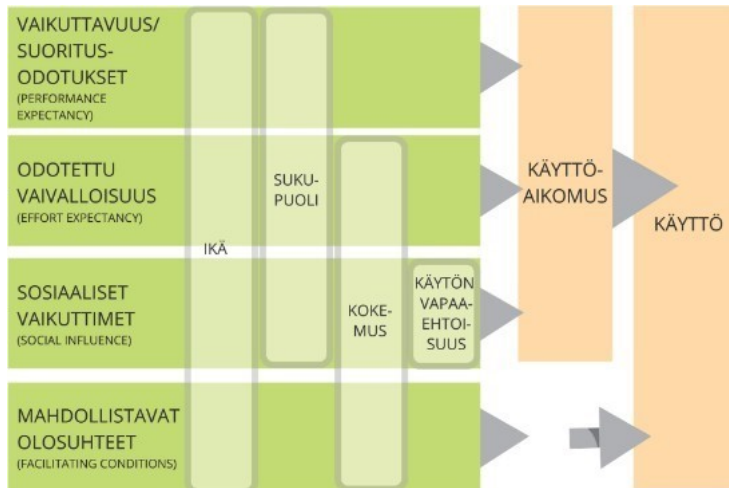 VAIKUTTAVUUS/
SUORITUS-
ODOTUKSET
(PERFORMANCE
EXPECTANCY)
ODOTETTU
VAIVALLOISUUS
(EFFORT EXPECTANCY)
SOSIAALISET
VAIKUTTIMET
(SOCIAL INFLUENCE)
MAHDOLLISTAVAT
OLOSUHTEET
(FACILITATING CONDITIONS)
IKÄ
SUKU-
PUOLI
KOKE-
MUS
KÄYTÖN
VAPAA-
EHTOI-
SUUS
KÄYTTÖ-
AIKOMUS
KÄYTTÖ